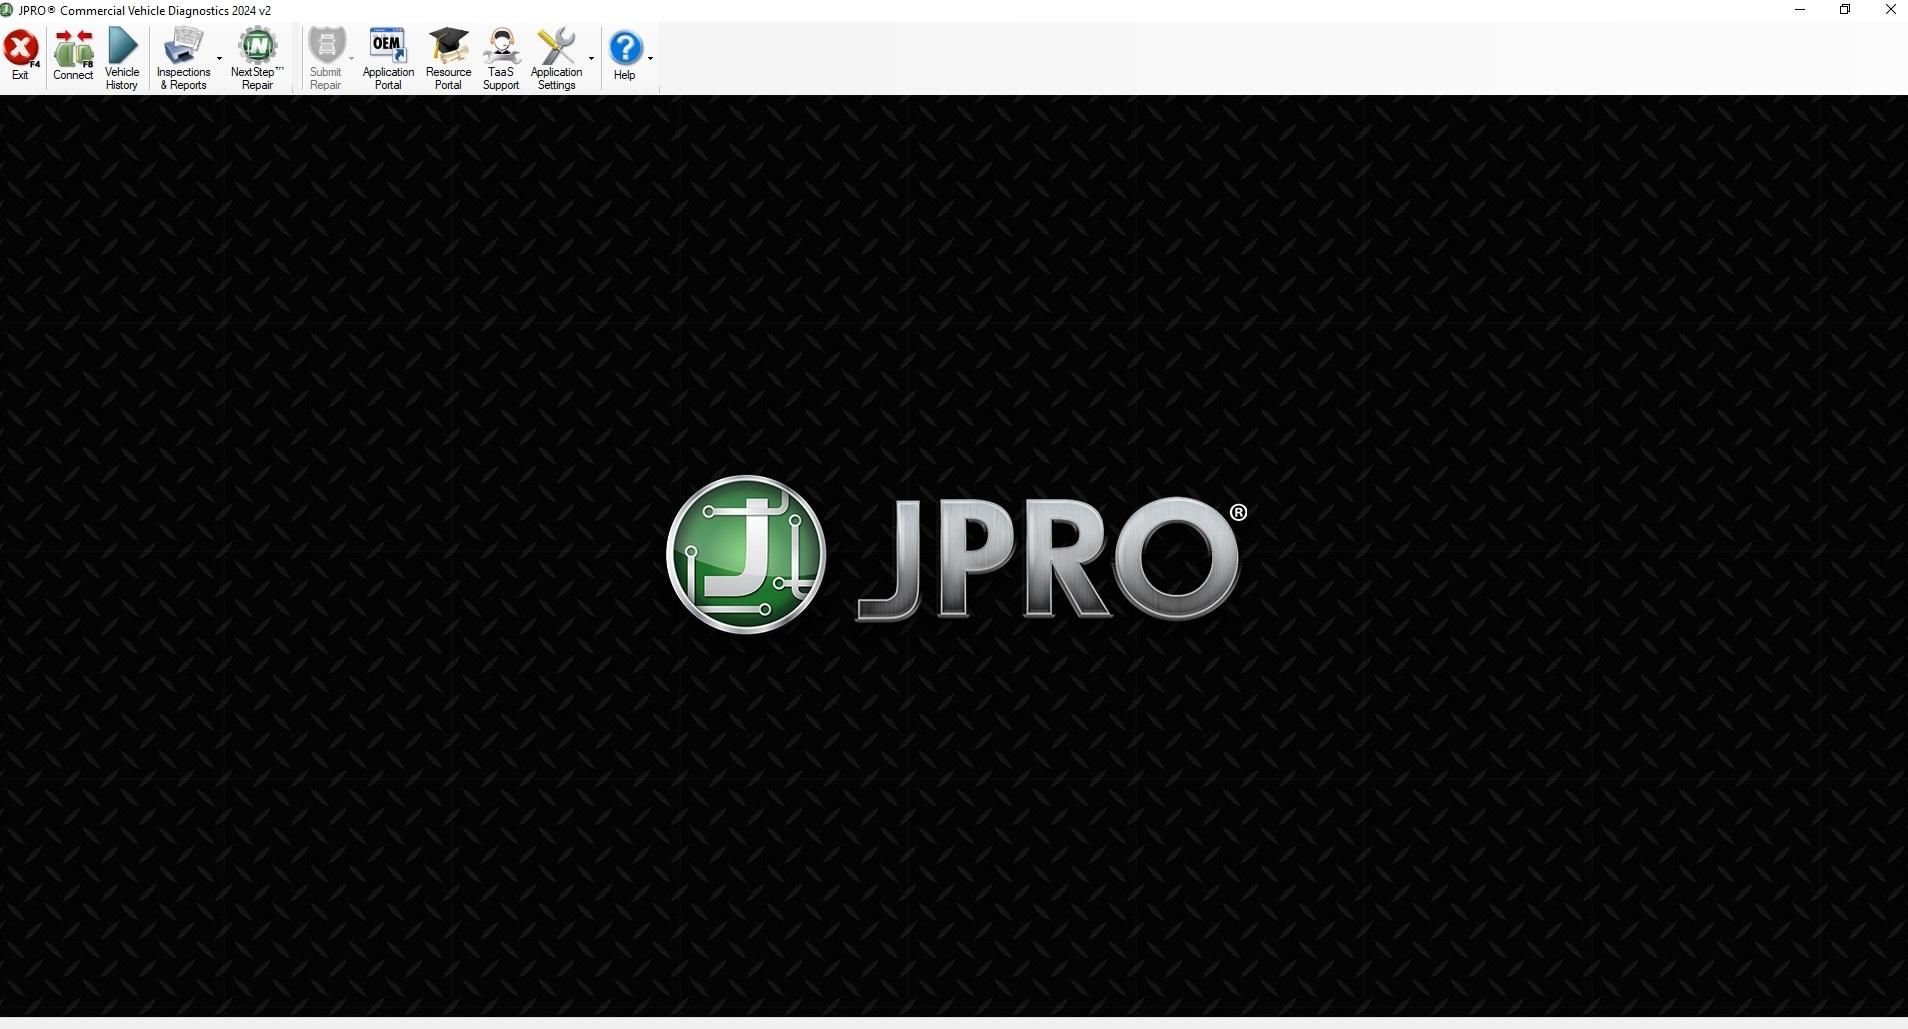 JPRO® Commercial Vehicle Diagnostics 2024 v2
F4
Exit
F8
Connect
Vehicle
History
Inspections
& Reports
N
NextStep™
Repair
Submit
Repair
OEM
Application
Portal
Resource
Portal
TaaS
Support
Application
Settings
?
Help
J
JPRO®